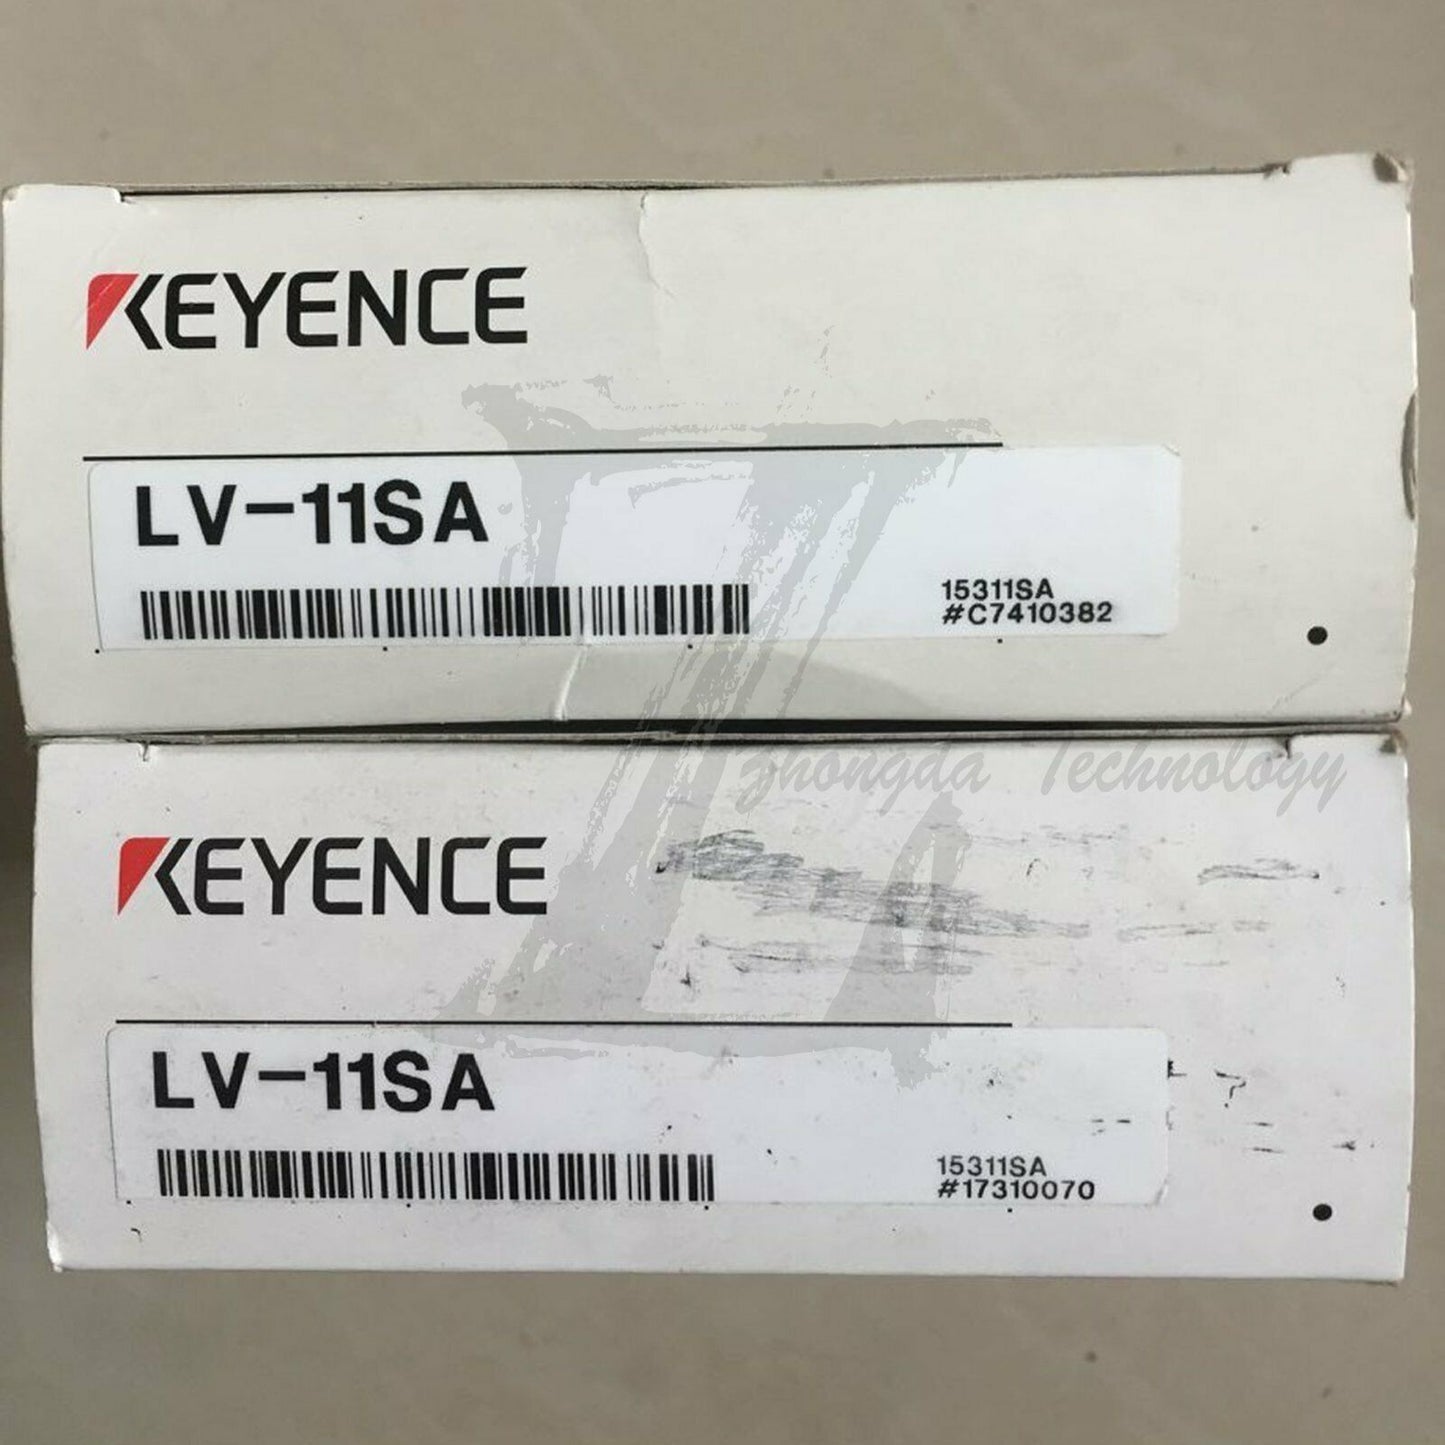 KEYENCE
LV-11SA
15311SA
#C7410382
zhongda Technology
KEYENCE
LV-11SA
15311SA
#17310070